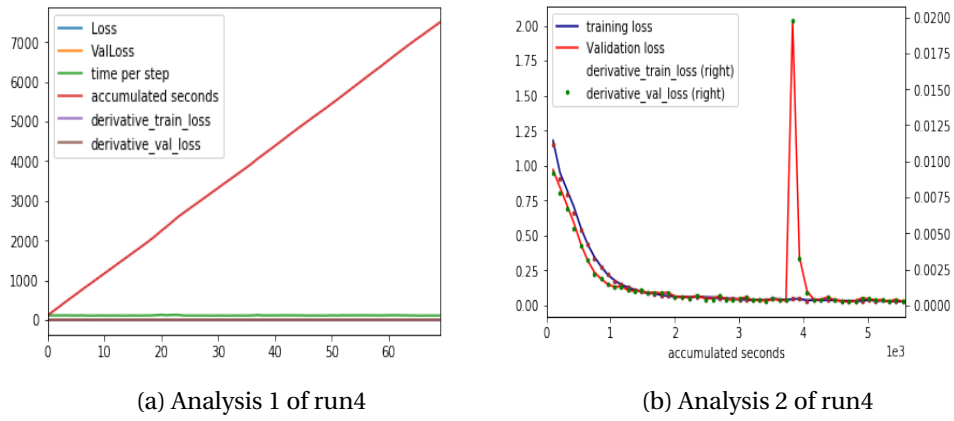 Loss
ValLoss
time per step
accumulated seconds
derivative_train_loss
derivative_val_loss
7000
6000
5000
4000
3000
2000
1000
0
0 10 20 30 40 50 60
(a) Analysis 1 of run4
training loss
Validation loss
derivative_train_loss (right)
derivative_val_loss (right)
2.00
1.75
1.50
1.25
1.00
0.75
0.50
0.25
0.00
0.0200
0.0175
0.0150
0.0125
0.0100
0.0075
0.0050
0.0025
0.0000
0 1 2 3 4 5
accumulated seconds
1e3
(b) Analysis 2 of run4